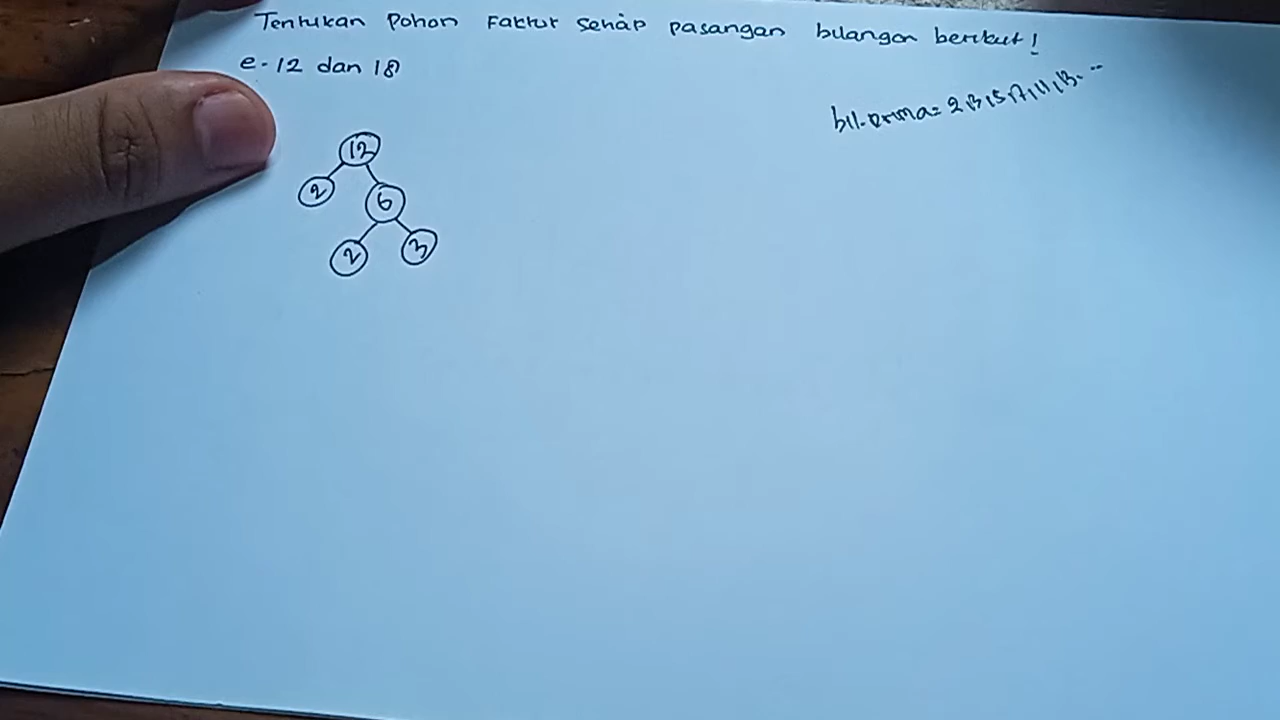 Tentukan Pohon Faktor setiap pasangan bilangan berikut!
e. 12 dan 18
bil. prima = 2, 3, 5, 7, 11, 13. ...
12
2
6
2
3